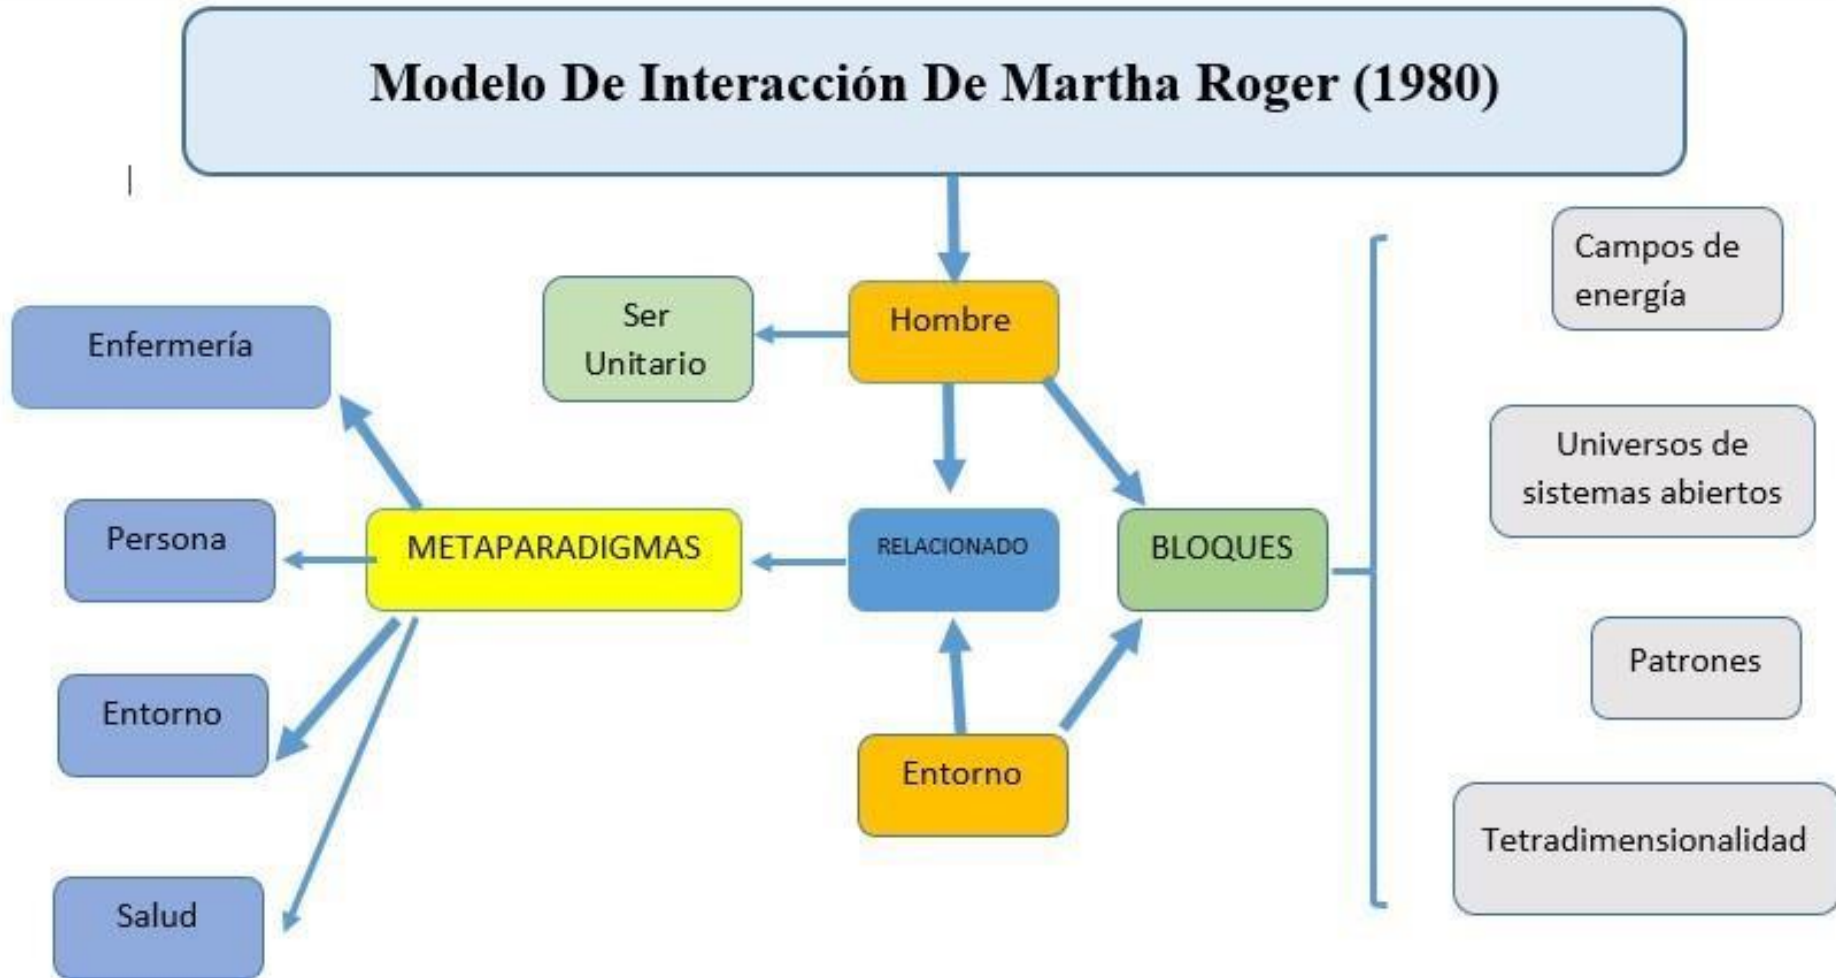 Modelo De Interacción De Martha Roger (1980)
Campos de
energía
Ser
Unitario
Hombre
Enfermería
Universos de
sistemas abiertos
Persona
METAPARADIGMAS
RELACIONADO
BLOQUES
Patrones
Entorno
Entorno
Tetradimensionalidad
Salud